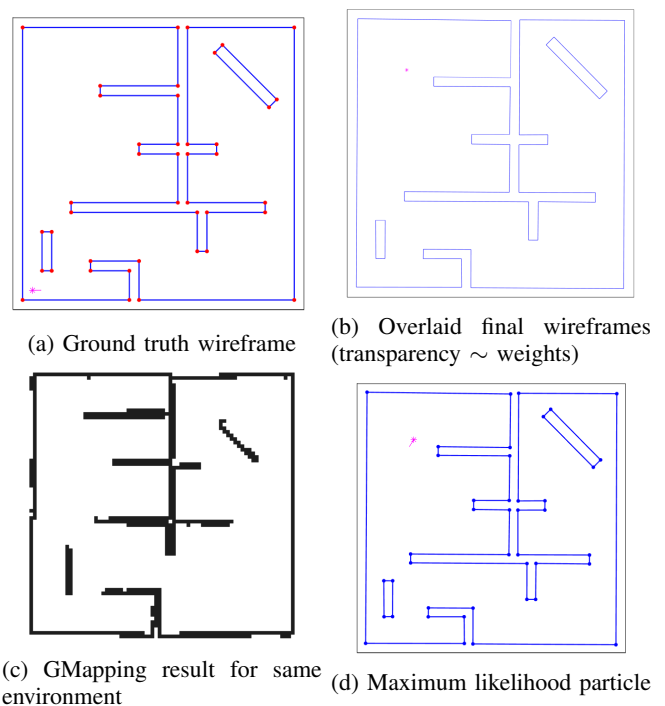 (a) Ground truth wireframe
(b) Overlaid final wireframes
(transparency ∼ weights)
(c) GMapping result for same
environment
(d) Maximum likelihood particle